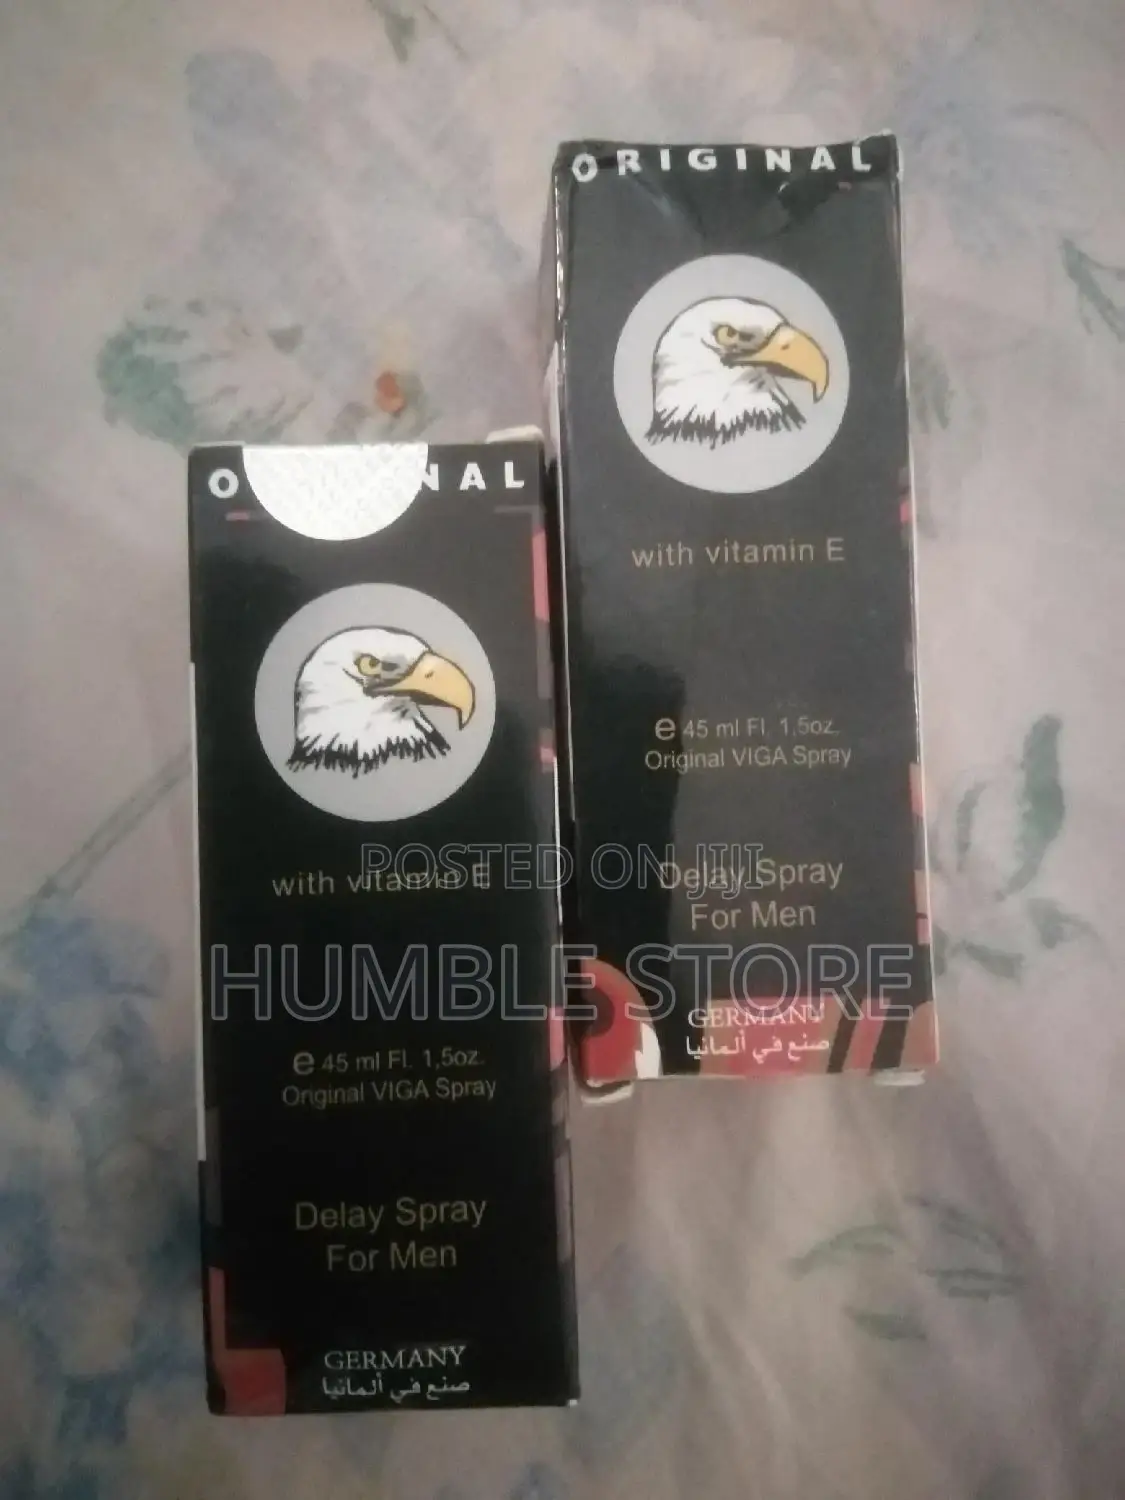 ORIGINAL
with vitamin E
e 45 ml Fl. 1,5oz.
Original VIGA Spray
Delay Spray
For Men
GERMANY
صنع في ألمانيا
O NAL
with vitamin E
e 45 ml Fl. 1,5oz.
Original VIGA Spray
Delay Spray
For Men
GERMANY
صنع في ألمانيا
POSTED ON JIJI
HUMBLE STORE